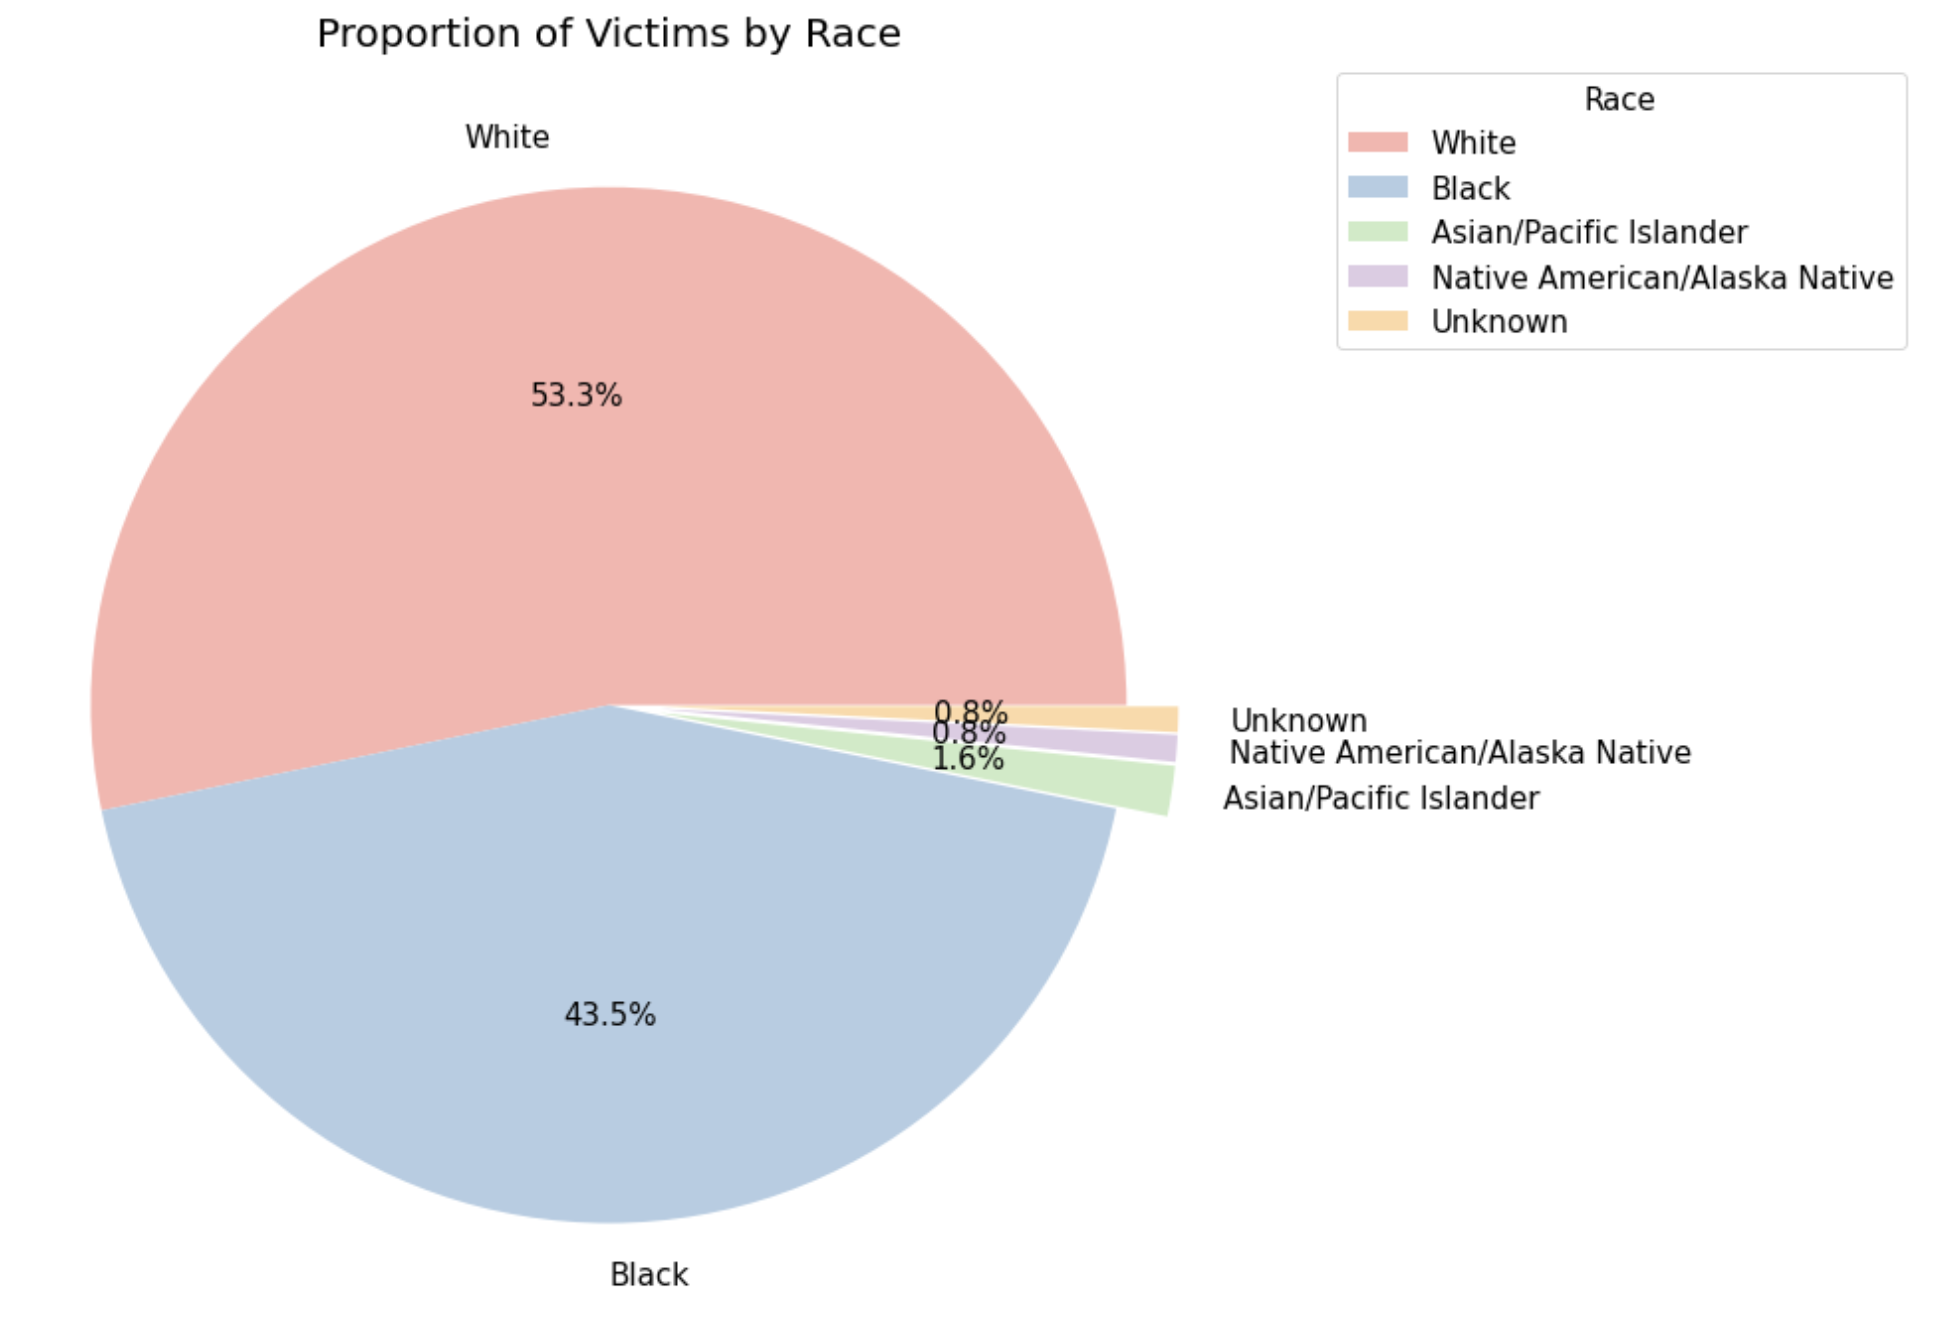 Proportion of Victims by Race
White
Race
White
Black
Asian/Pacific Islander
Native American/Alaska Native
Unknown
53.3%
0.8%
Unknown
0.8%
Native American/Alaska Native
1.6%
Asian/Pacific Islander
43.5%
Black